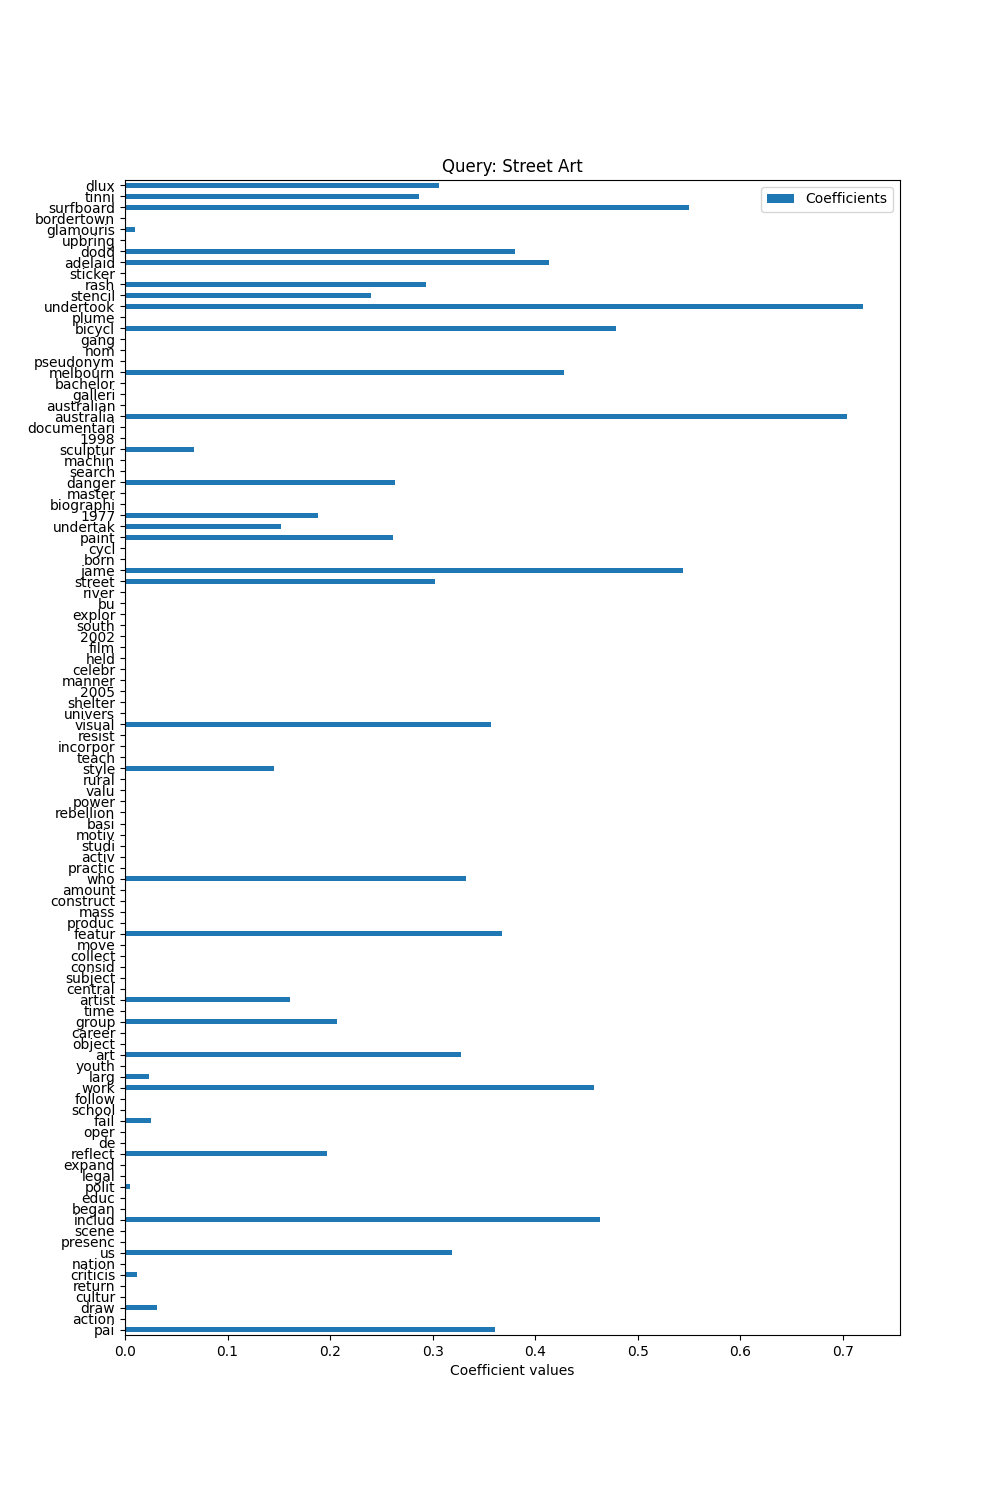 Query: Street Art
Coefficients
dlux
tinni
surfboard
bordertown
glamouris
upbring
dodd
adelaid
sticker
rash
stencil
undertook
plume
bicycl
gang
nom
pseudonym
melbourn
bachelor
galleri
australian
australia
documentari
1998
sculptur
machin
search
danger
master
biographi
1977
undertak
paint
cycl
born
jame
street
river
bu
explor
south
2002
film
held
celebr
manner
2005
shelter
univers
visual
resist
incorpor
teach
style
rural
valu
power
rebellion
basi
motiv
studi
activ
practic
who
amount
construct
mass
produc
featur
move
collect
consid
subject
central
artist
time
group
career
object
art
youth
larg
work
follow
school
fail
oper
de
reflect
expand
legal
polit
educ
began
includ
scene
presenc
us
nation
criticis
return
cultur
draw
action
pai
0.0 0.1 0.2 0.3 0.4 0.5 0.6 0.7
Coefficient values